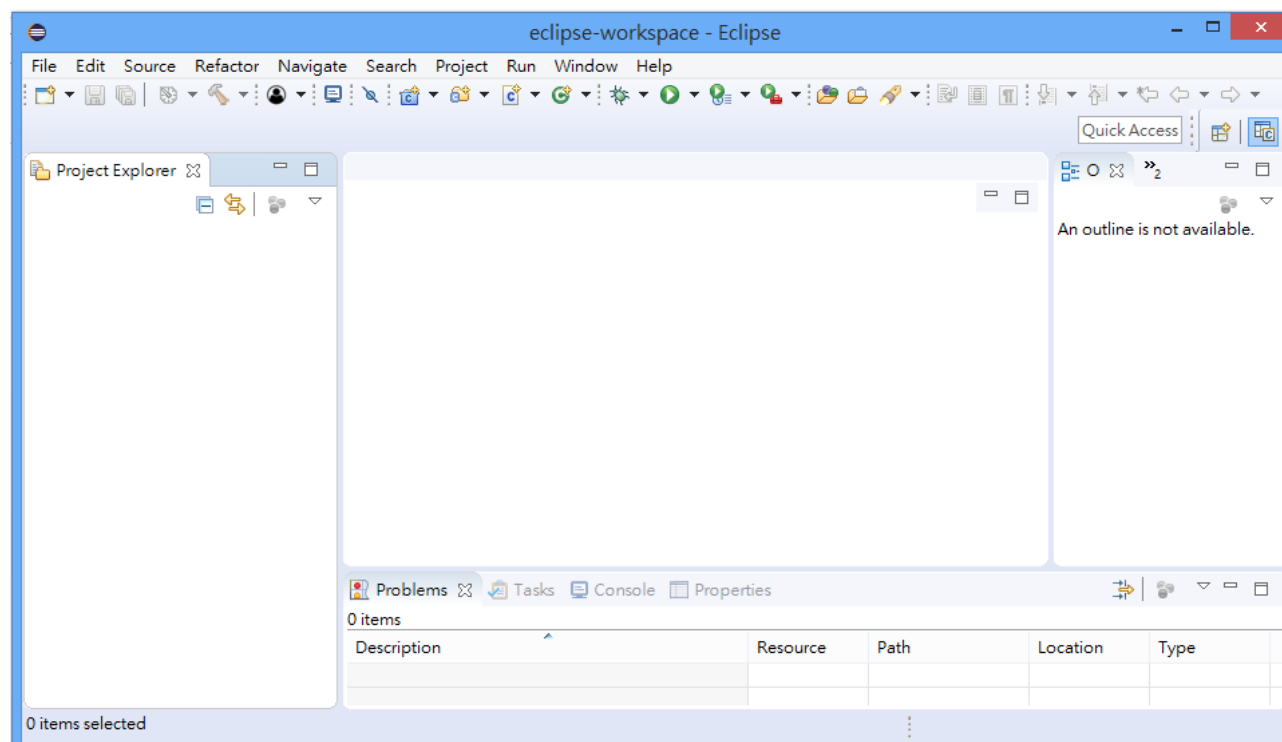 eclipse-workspace - Eclipse
File Edit Source Refactor Navigate Search Project Run Window Help
Quick Access
Project Explorer
O
»2
An outline is not available.
Problems Tasks Console Properties
0 items
Description Resource Path Location Type
0 items selected